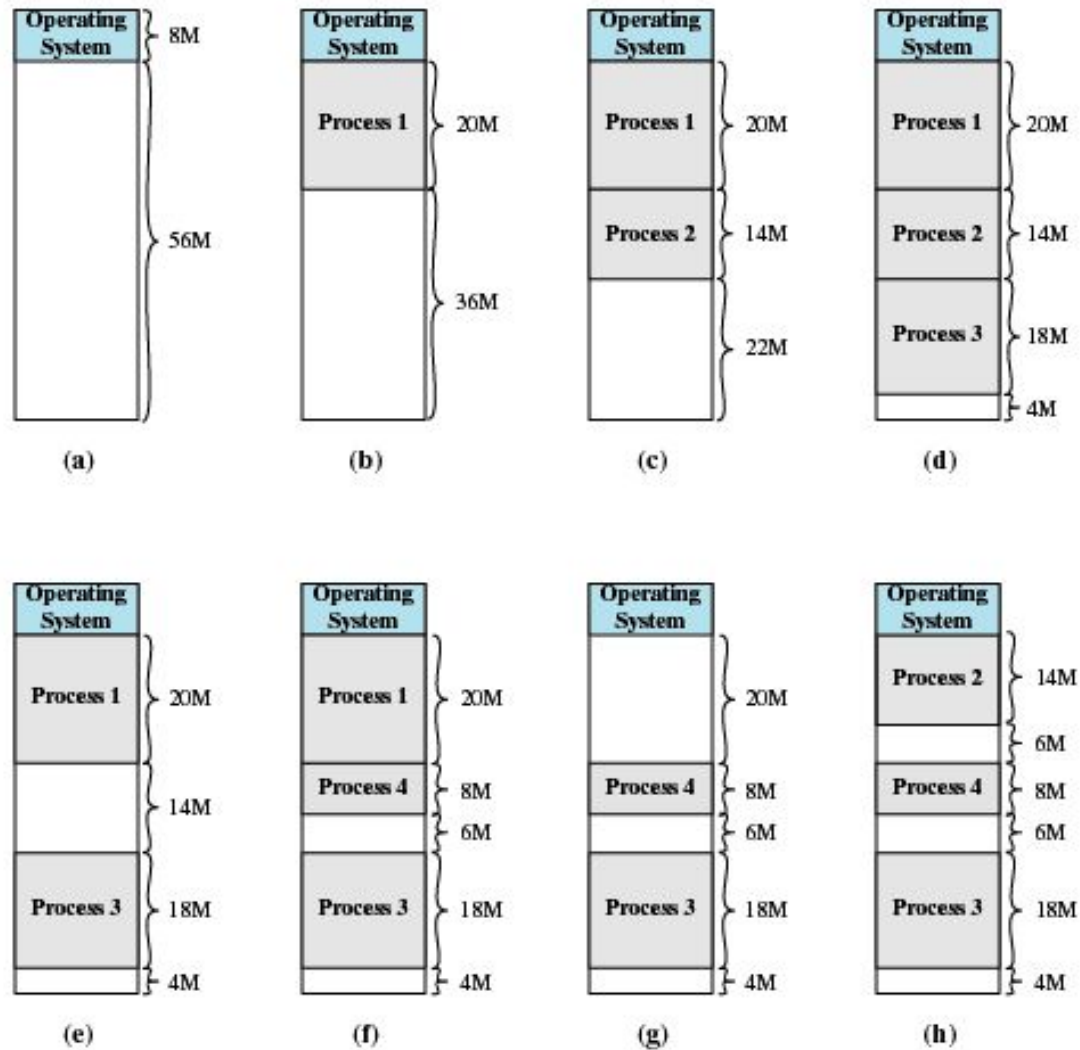 Operating
System
8M
56M
(a)
Operating
System
Process 1
20M
36M
(b)
Operating
System
Process 1
20M
Process 2
14M
22M
(c)
Operating
System
Process 1
20M
Process 2
14M
Process 3
18M
4M
(d)
Operating
System
Process 1
20M
14M
Process 3
18M
4M
(e)
Operating
System
Process 1
20M
Process 4
8M
6M
Process 3
18M
4M
(f)
Operating
System
20M
Process 4
8M
6M
Process 3
18M
4M
(g)
Operating
System
Process 2
14M
6M
Process 4
8M
6M
Process 3
18M
4M
(h)